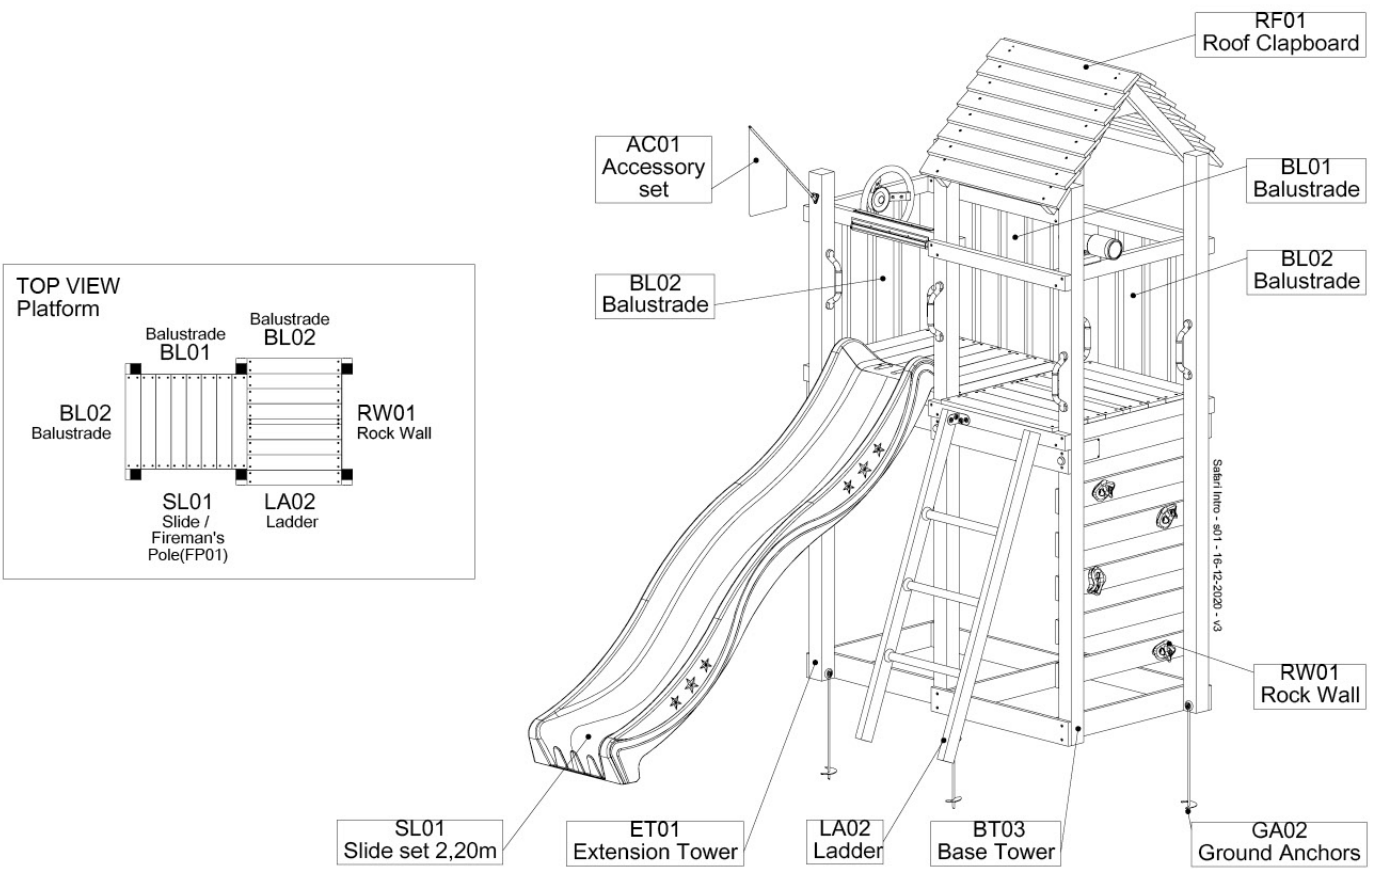 RF01
Roof Clapboard
AC01
Accessory
set
BL01
Balustrade
BL02
Balustrade
BL02
Balustrade
TOP VIEW
Platform
Balustrade
BL01
Balustrade
BL02
BL02
Balustrade
RW01
Rock Wall
SL01
Slide /
Fireman's
Pole(FP01)
LA02
Ladder
Safari Intro - s01 - 16-12-2020 - v3
RW01
Rock Wall
SL01
Slide set 2,20m
ET01
Extension Tower
LA02
Ladder
BT03
Base Tower
GA02
Ground Anchors